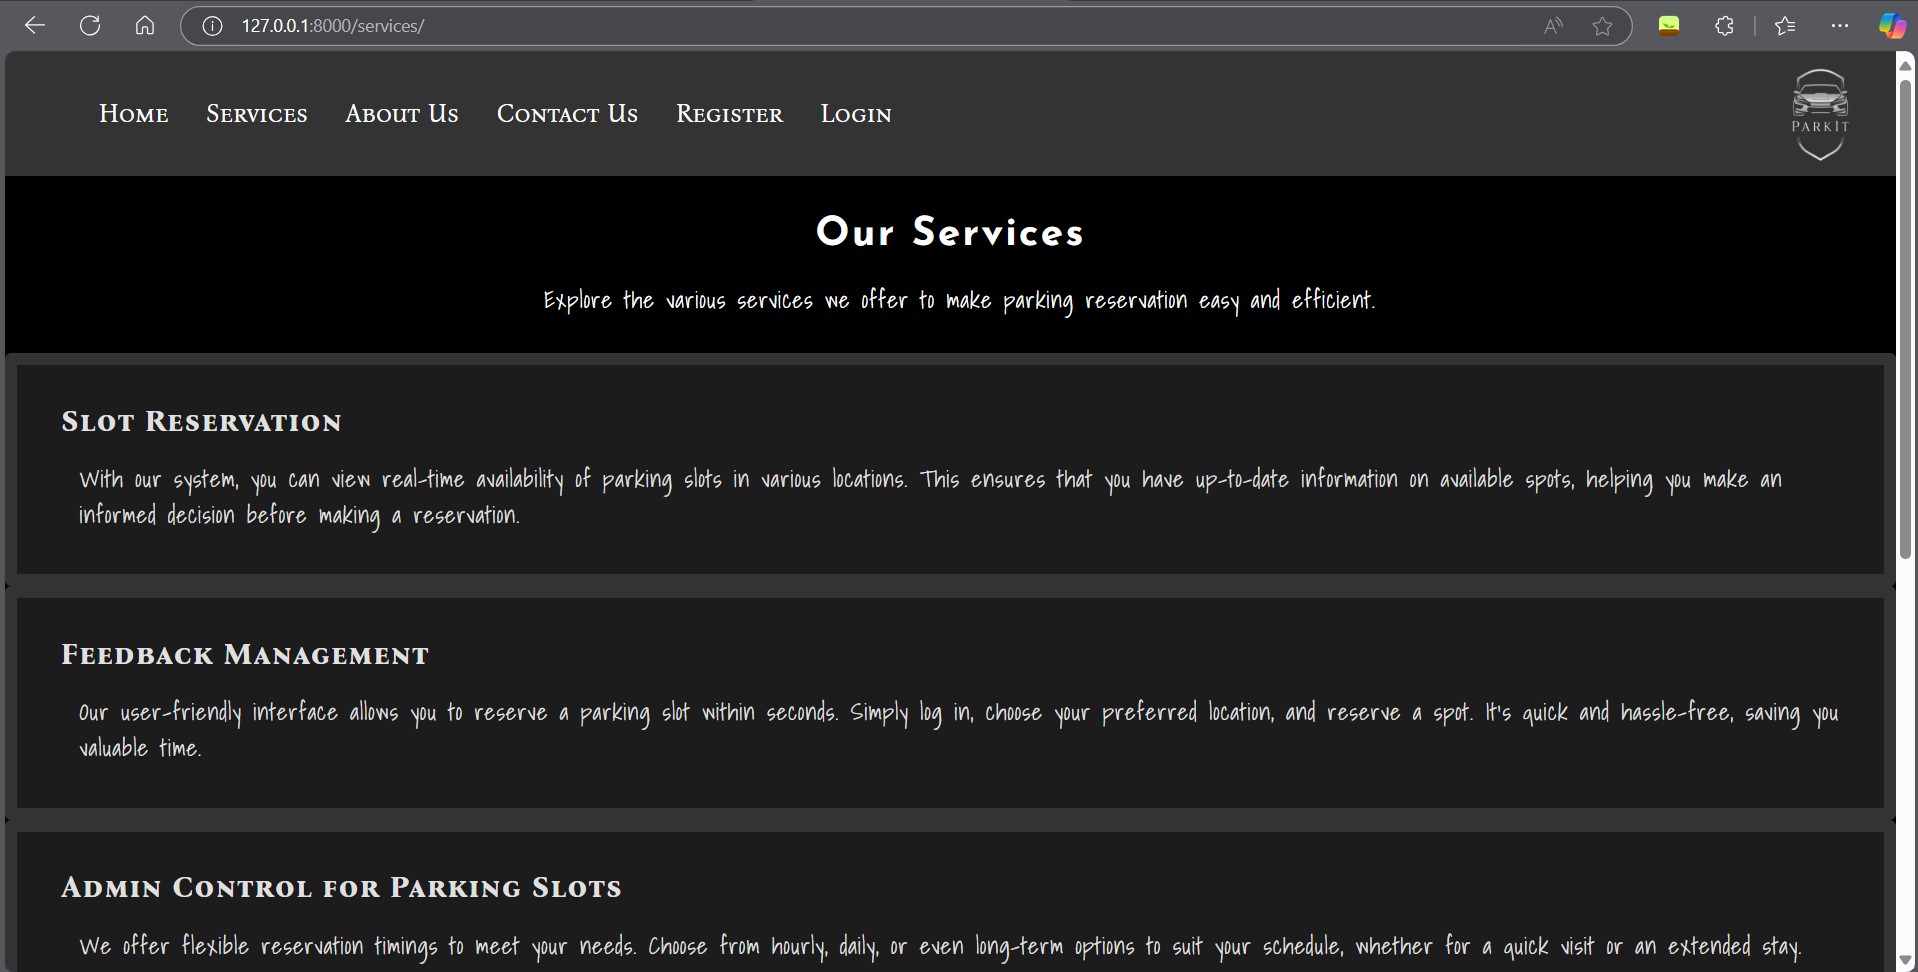 127.0.0.1:8000/services/
Home Services About Us Contact Us Register Login
ParkIt
Our Services
Explore the various services we offer to make parking reservation easy and efficient.
Slot Reservation
With our system, you can view real-time availability of parking slots in various locations. This ensures that you have up-to-date information on available spots, helping you make an
informed decision before making a reservation.
Feedback Management
Our user-friendly interface allows you to reserve a parking slot within seconds. Simply log in, choose your preferred location, and reserve a spot. It's quick and hassle-free, saving you
valuable time.
Admin Control for Parking Slots
We offer flexible reservation timings to meet your needs. Choose from hourly, daily, or even long-term options to suit your schedule, whether for a quick visit or an extended stay.